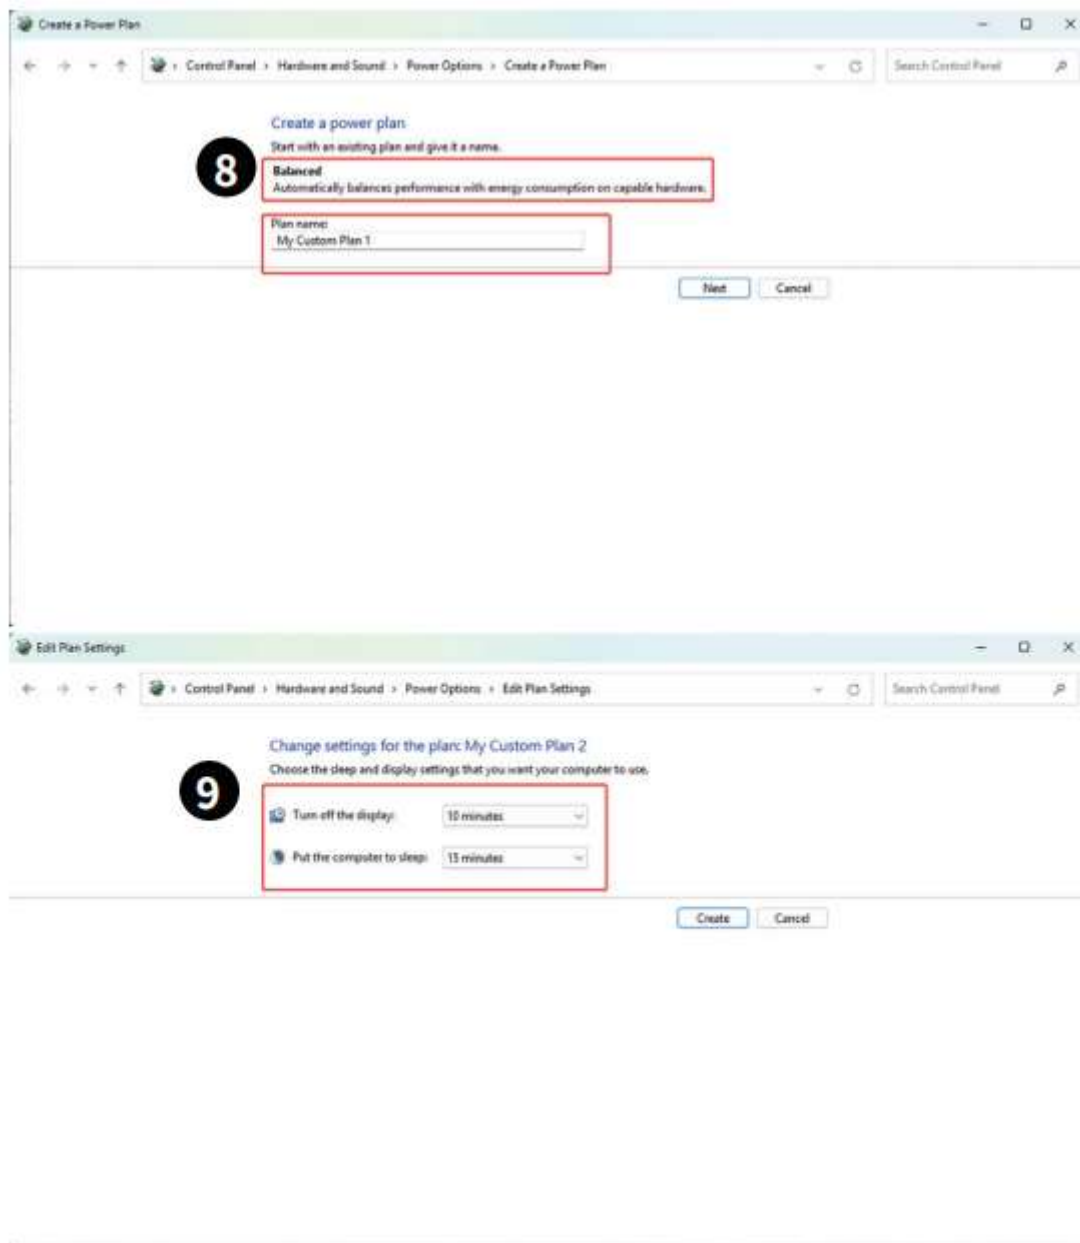 Create a Power Plan
Control Panel > Hardware and Sound > Power Options > Create a Power Plan
Search Control Panel
Create a power plan
Start with an existing plan and give it a name.
8
Balanced
Automatically balances performance with energy consumption on capable hardware.
Plan name:
My Custom Plan 1
Next
Cancel
Edit Plan Settings
Control Panel > Hardware and Sound > Power Options > Edit Plan Settings
Search Control Panel
Change settings for the plan: My Custom Plan 2
Choose the sleep and display settings that you want your computer to use.
9
Turn off the display:
10 minutes
Put the computer to sleep:
15 minutes
Create
Cancel